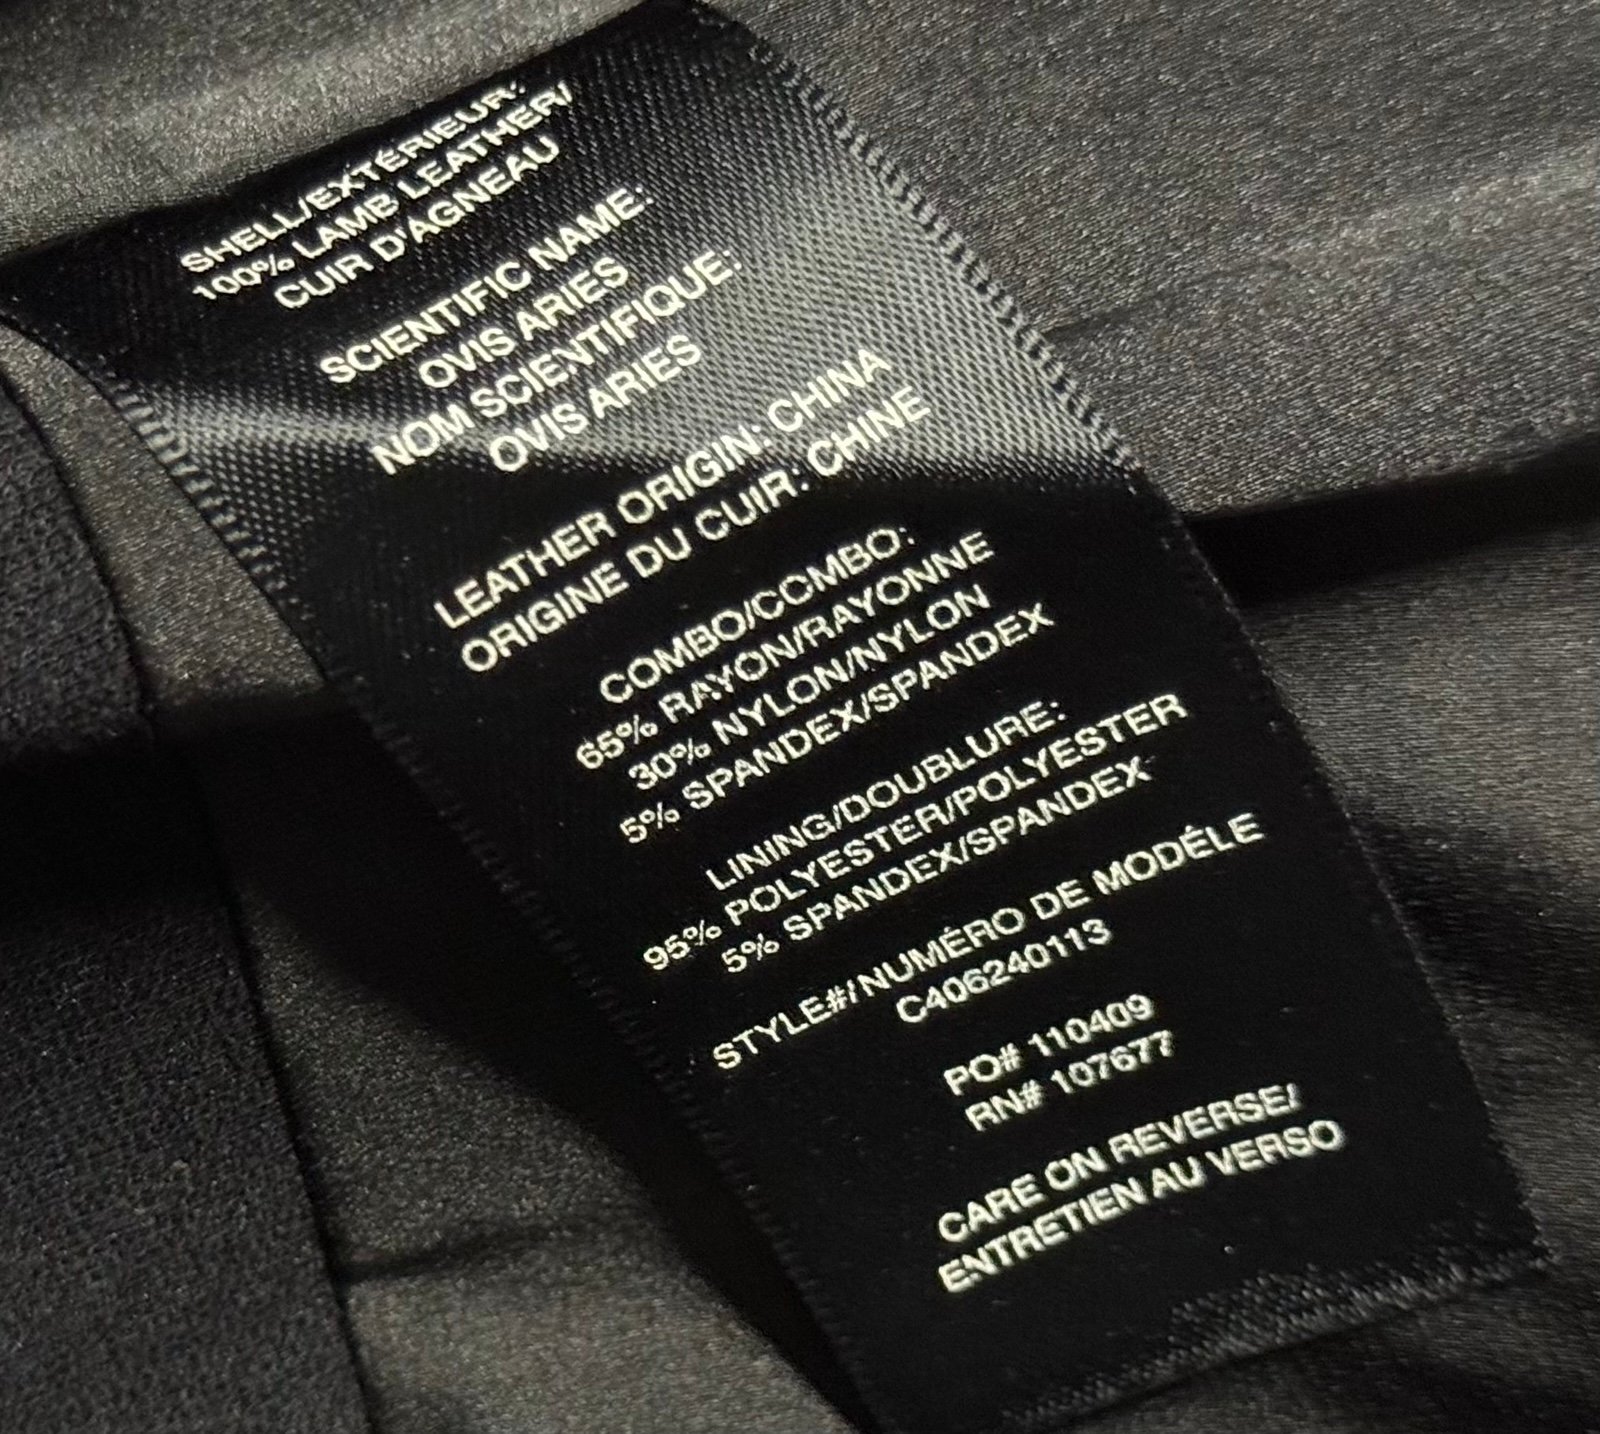 SHELL/EXTÉRIEUR:
100% LAMB LEATHER/
CUIR D'AGNEAU
SCIENTIFIC NAME:
OVIS ARIES
NOM SCIENTIFIQUE:
OVIS ARIES
LEATHER ORIGIN: CHINA
ORIGINE DU CUIR: CHINE
COMBO/COMBO:
65% RAYON/RAYONNE
30% NYLON/NYLON
5% SPANDEX/SPANDEX
LINING/DOUBLURE:
95% POLYESTER/POLYESTER
5% SPANDEX/SPANDEX
STYLE#/NUMÉRO DE MODÉLE
C406240113
PO# 110409
RN# 107677
CARE ON REVERSE/
ENTRETIEN AU VERSO